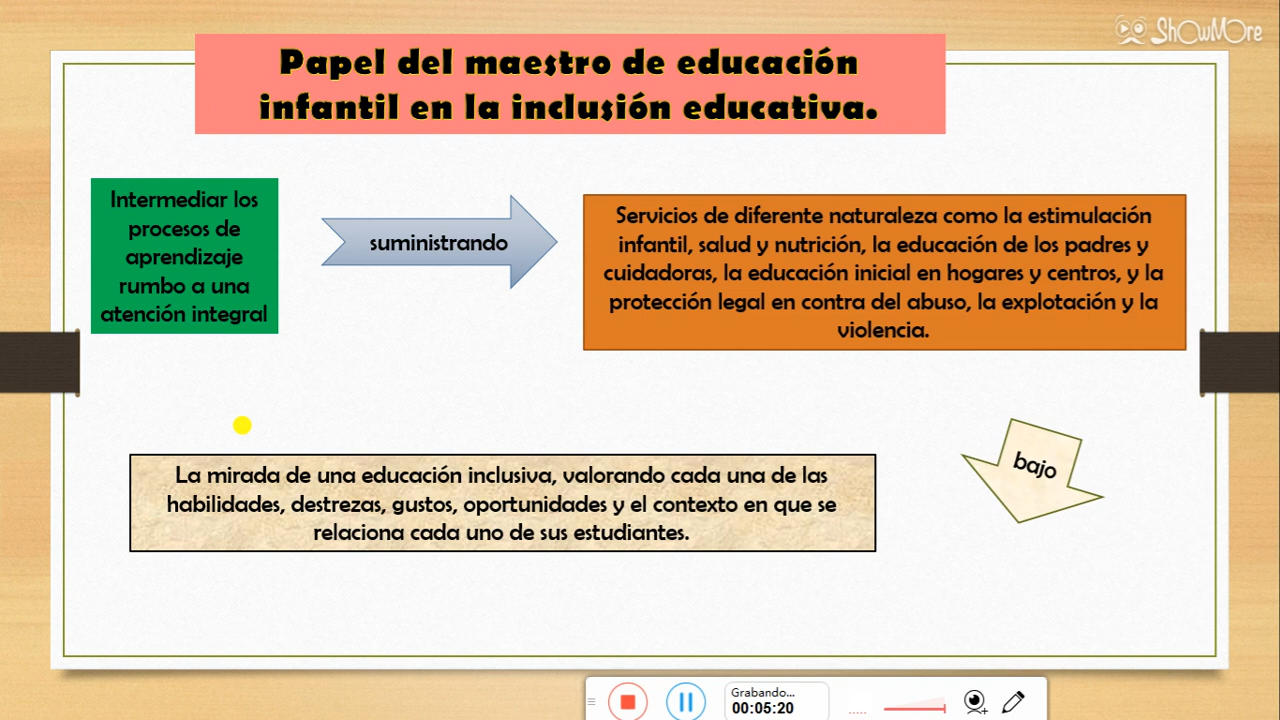 ShOwMOre
Papel del maestro de educación
infantil en la inclusión educativa.
Intermediar los
procesos de
aprendizaje
rumbo a una
atención integral
suministrando
Servicios de diferente naturaleza como la estimulación
infantil, salud y nutrición, la educación de los padres y
cuidadoras, la educación inicial en hogares y centros, y la
protección legal en contra del abuso, la explotación y la
violencia.
bajo
La mirada de una educación inclusiva, valorando cada una de las
habilidades, destrezas, gustos, oportunidades y el contexto en que se
relaciona cada uno de sus estudiantes.
Grabando...
00:05:20